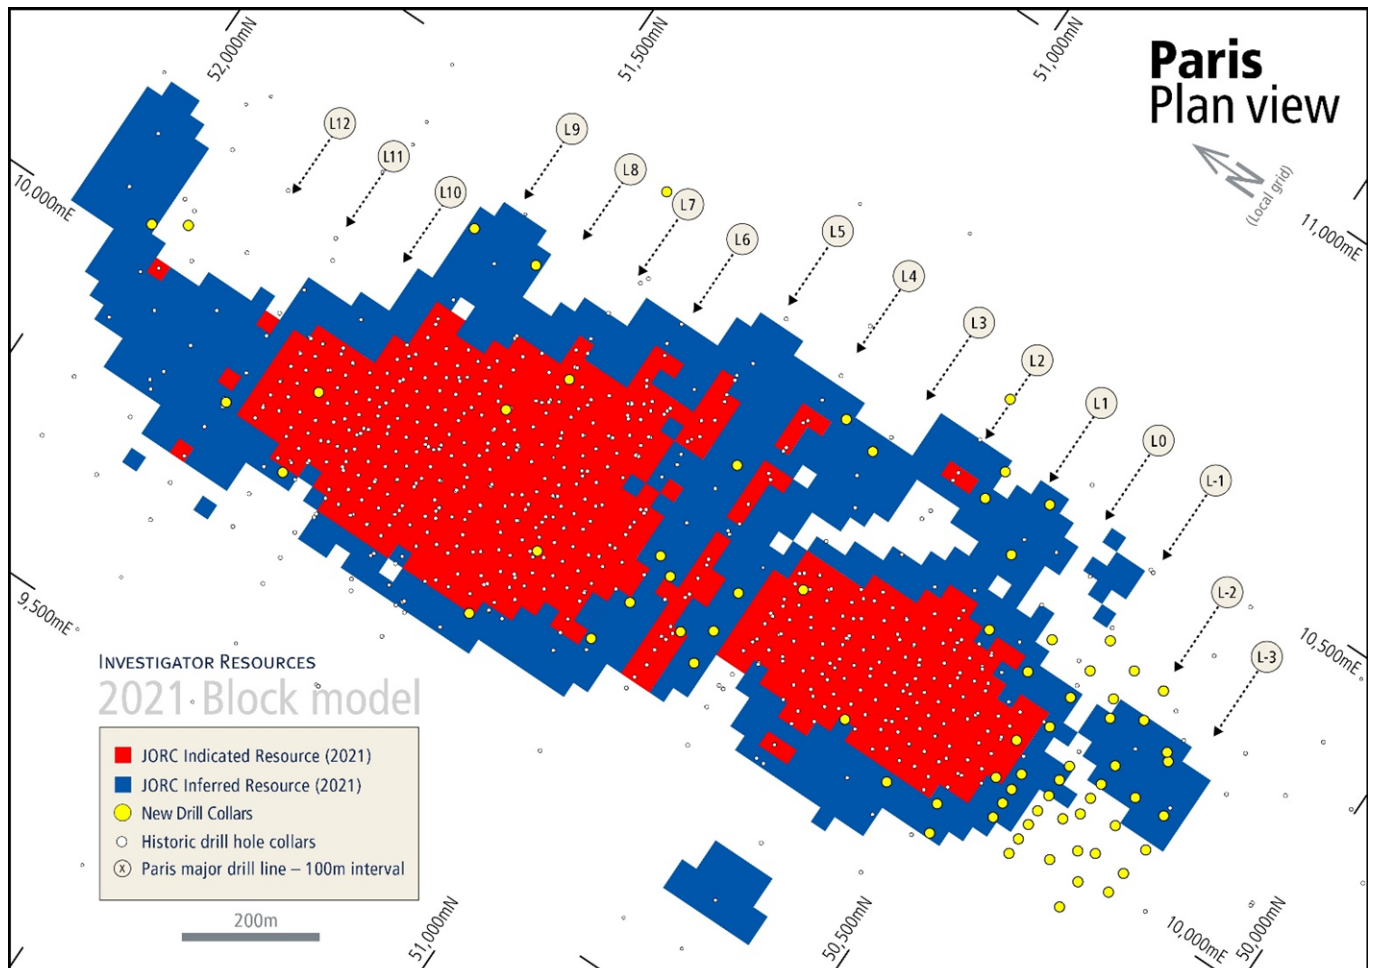 52,000mN
51,500mN
51,000mN
Paris
Plan view
N
(Local grid)
10,000mE
11,000mE
L12
L11
L10
L9
L8
L7
L6
L5
L4
L3
L2
L1
L0
L-1
L-2
L-3
9,500mE
10,500mE
INVESTIGATOR RESOURCES
2021 Block model
JORC Indicated Resource (2021)
JORC Inferred Resource (2021)
New Drill Collars
Historic drill hole collars
X Paris major drill line – 100m interval
200m
51,000mN
50,500mN
10,000mE
50,000mN